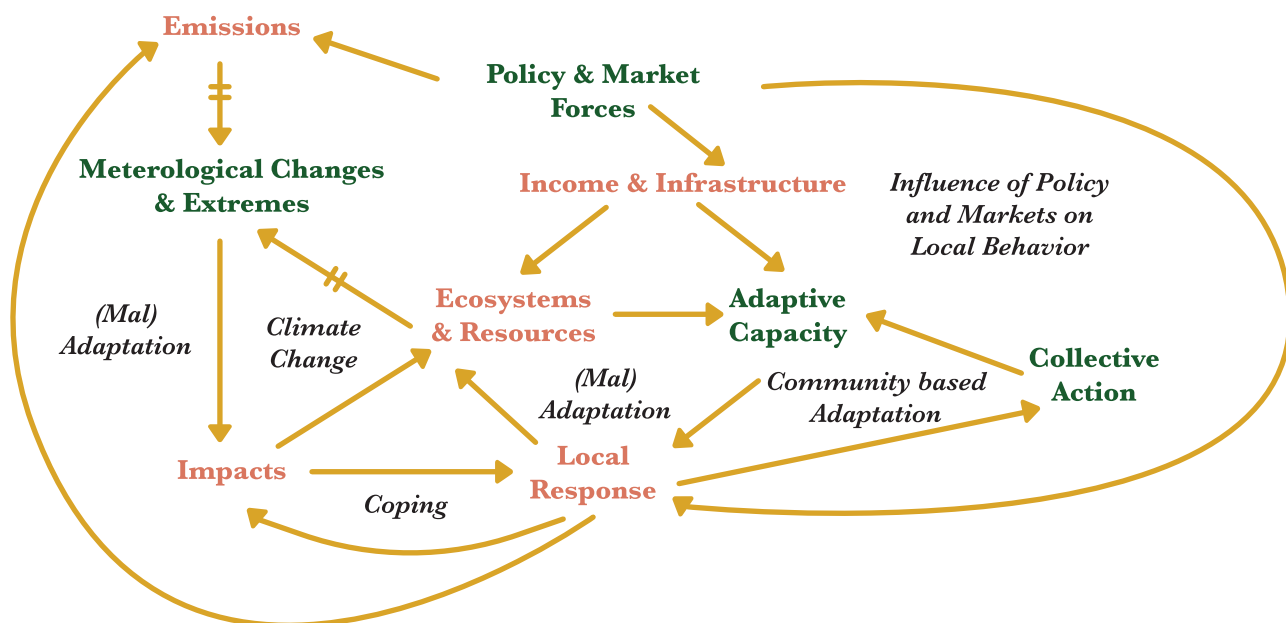 Emissions
Policy & Market
Forces
Meterological Changes
& Extremes
Income & Infrastructure
Influence of Policy
and Markets on
Local Behavior
(Mal)
Adaptation
Climate
Change
Ecosystems
& Resources
Adaptive
Capacity
Collective
Action
(Mal)
Adaptation
Community based
Adaptation
Impacts
Coping
Local
Response